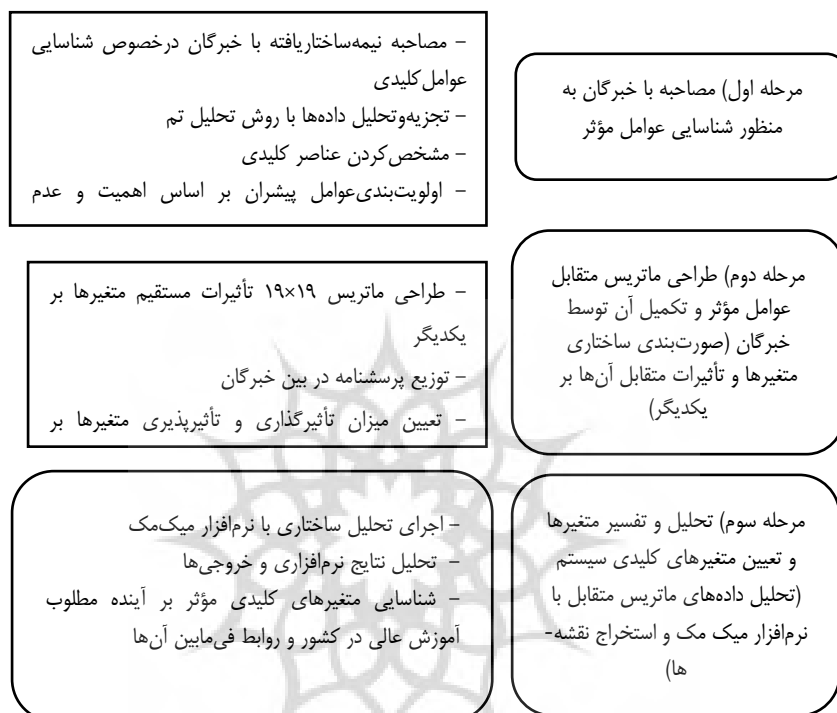 مرحله اول) مصاحبه با خبرگان به
منظور شناسایی عوامل مؤثر
- مصاحبه نیمه‌ساختاریافته با خبرگان درخصوص شناسایی
عوامل کلیدی
- تجزیه‌وتحلیل داده‌ها با روش تحلیل تم
- مشخص‌کردن عناصر کلیدی
- اولویت‌بندی‌عوامل پیشران بر اساس اهمیت و عدم
مرحله دوم) طراحی ماتریس متقابل
عوامل مؤثر و تکمیل آن توسط
خبرگان (صورت‌بندی ساختاری
متغیرها و تأثیرات متقابل آن‌ها بر
یکدیگر)
- طراحی ماتریس ۱۹×۱۹ تأثیرات مستقیم متغیرها بر
یکدیگر
- توزیع پرسشنامه در بین خبرگان
- تعیین میزان تأثیرگذاری و تأثیرپذیری متغیرها بر
مرحله سوم) تحلیل و تفسیر متغیرها
و تعیین متغیرهای کلیدی سیستم
(تحلیل داده‌های ماتریس متقابل با
نرم‌افزار میک مک و استخراج نقشه-
ها)
- اجرای تحلیل ساختاری با نرم‌افزار میک‌مک
- تحلیل نتایج نرم‌افزاری و خروجی‌ها
- شناسایی متغیرهای کلیدی مؤثر بر آینده مطلوب
آموزش عالی در کشور و روابط فی‌مابین آن‌ها